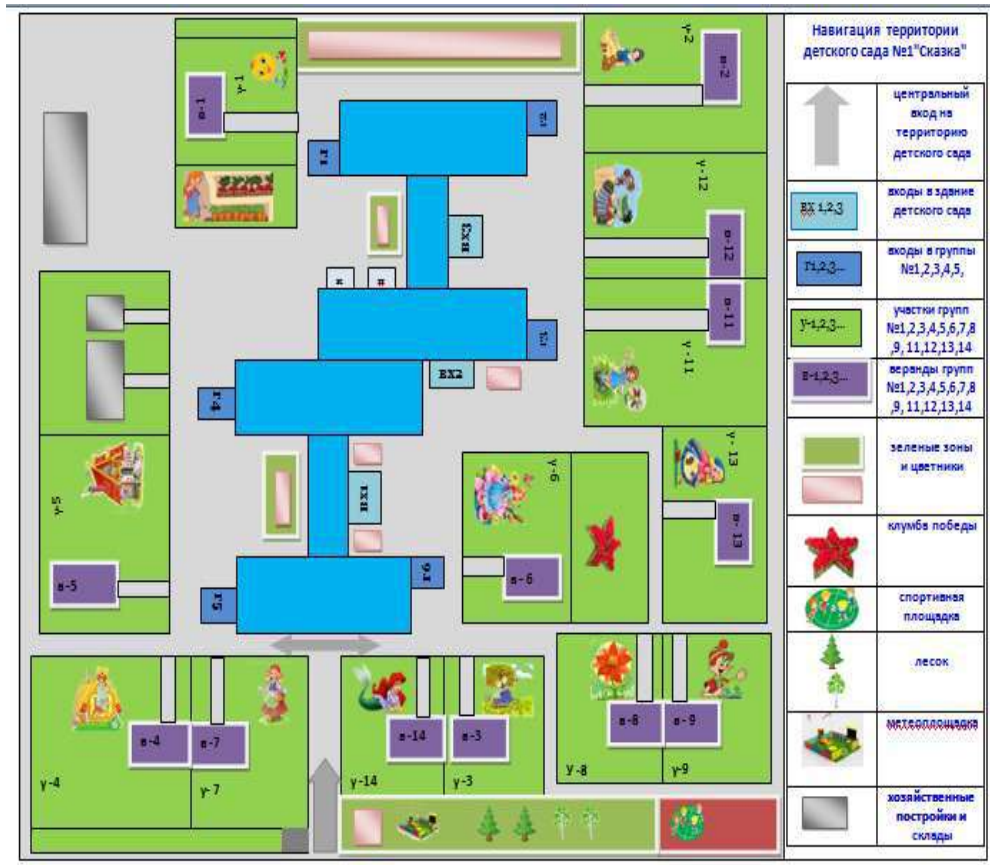 Навигация территории
детского сада №1"Сказка"
центральный
вход на
территорию
детского сада
ВХ 1,2,3
входы в здание
детского сада
Г1,2,3...
входы в группы
№1,2,3,4,5,
У-1,2,3...
участки групп
№1,2,3,4,5,6,7,8
,9, 11,12,13,14
В-1,2,3...
веранды групп
№1,2,3,4,5,6,7,8
,9, 11,12,13,14
зеленые зоны
и цветники
клумба победы
спортивная
площадка
лесок
метеоплощадка
хозяйственные
постройки и
склады
у-1
в-1
у-2
в-2
Г1
Г2
у-12
в-12
ВХ3
в-11
у-11
ВХ2
Г4
у-13
в-13
у-5
в-5
у-6
в-6
ВХ1
Г5
Г6
в-4
в-7
у-4
у-7
в-14
в-3
у-14
у-3
в-8
в-9
У-8
у-9